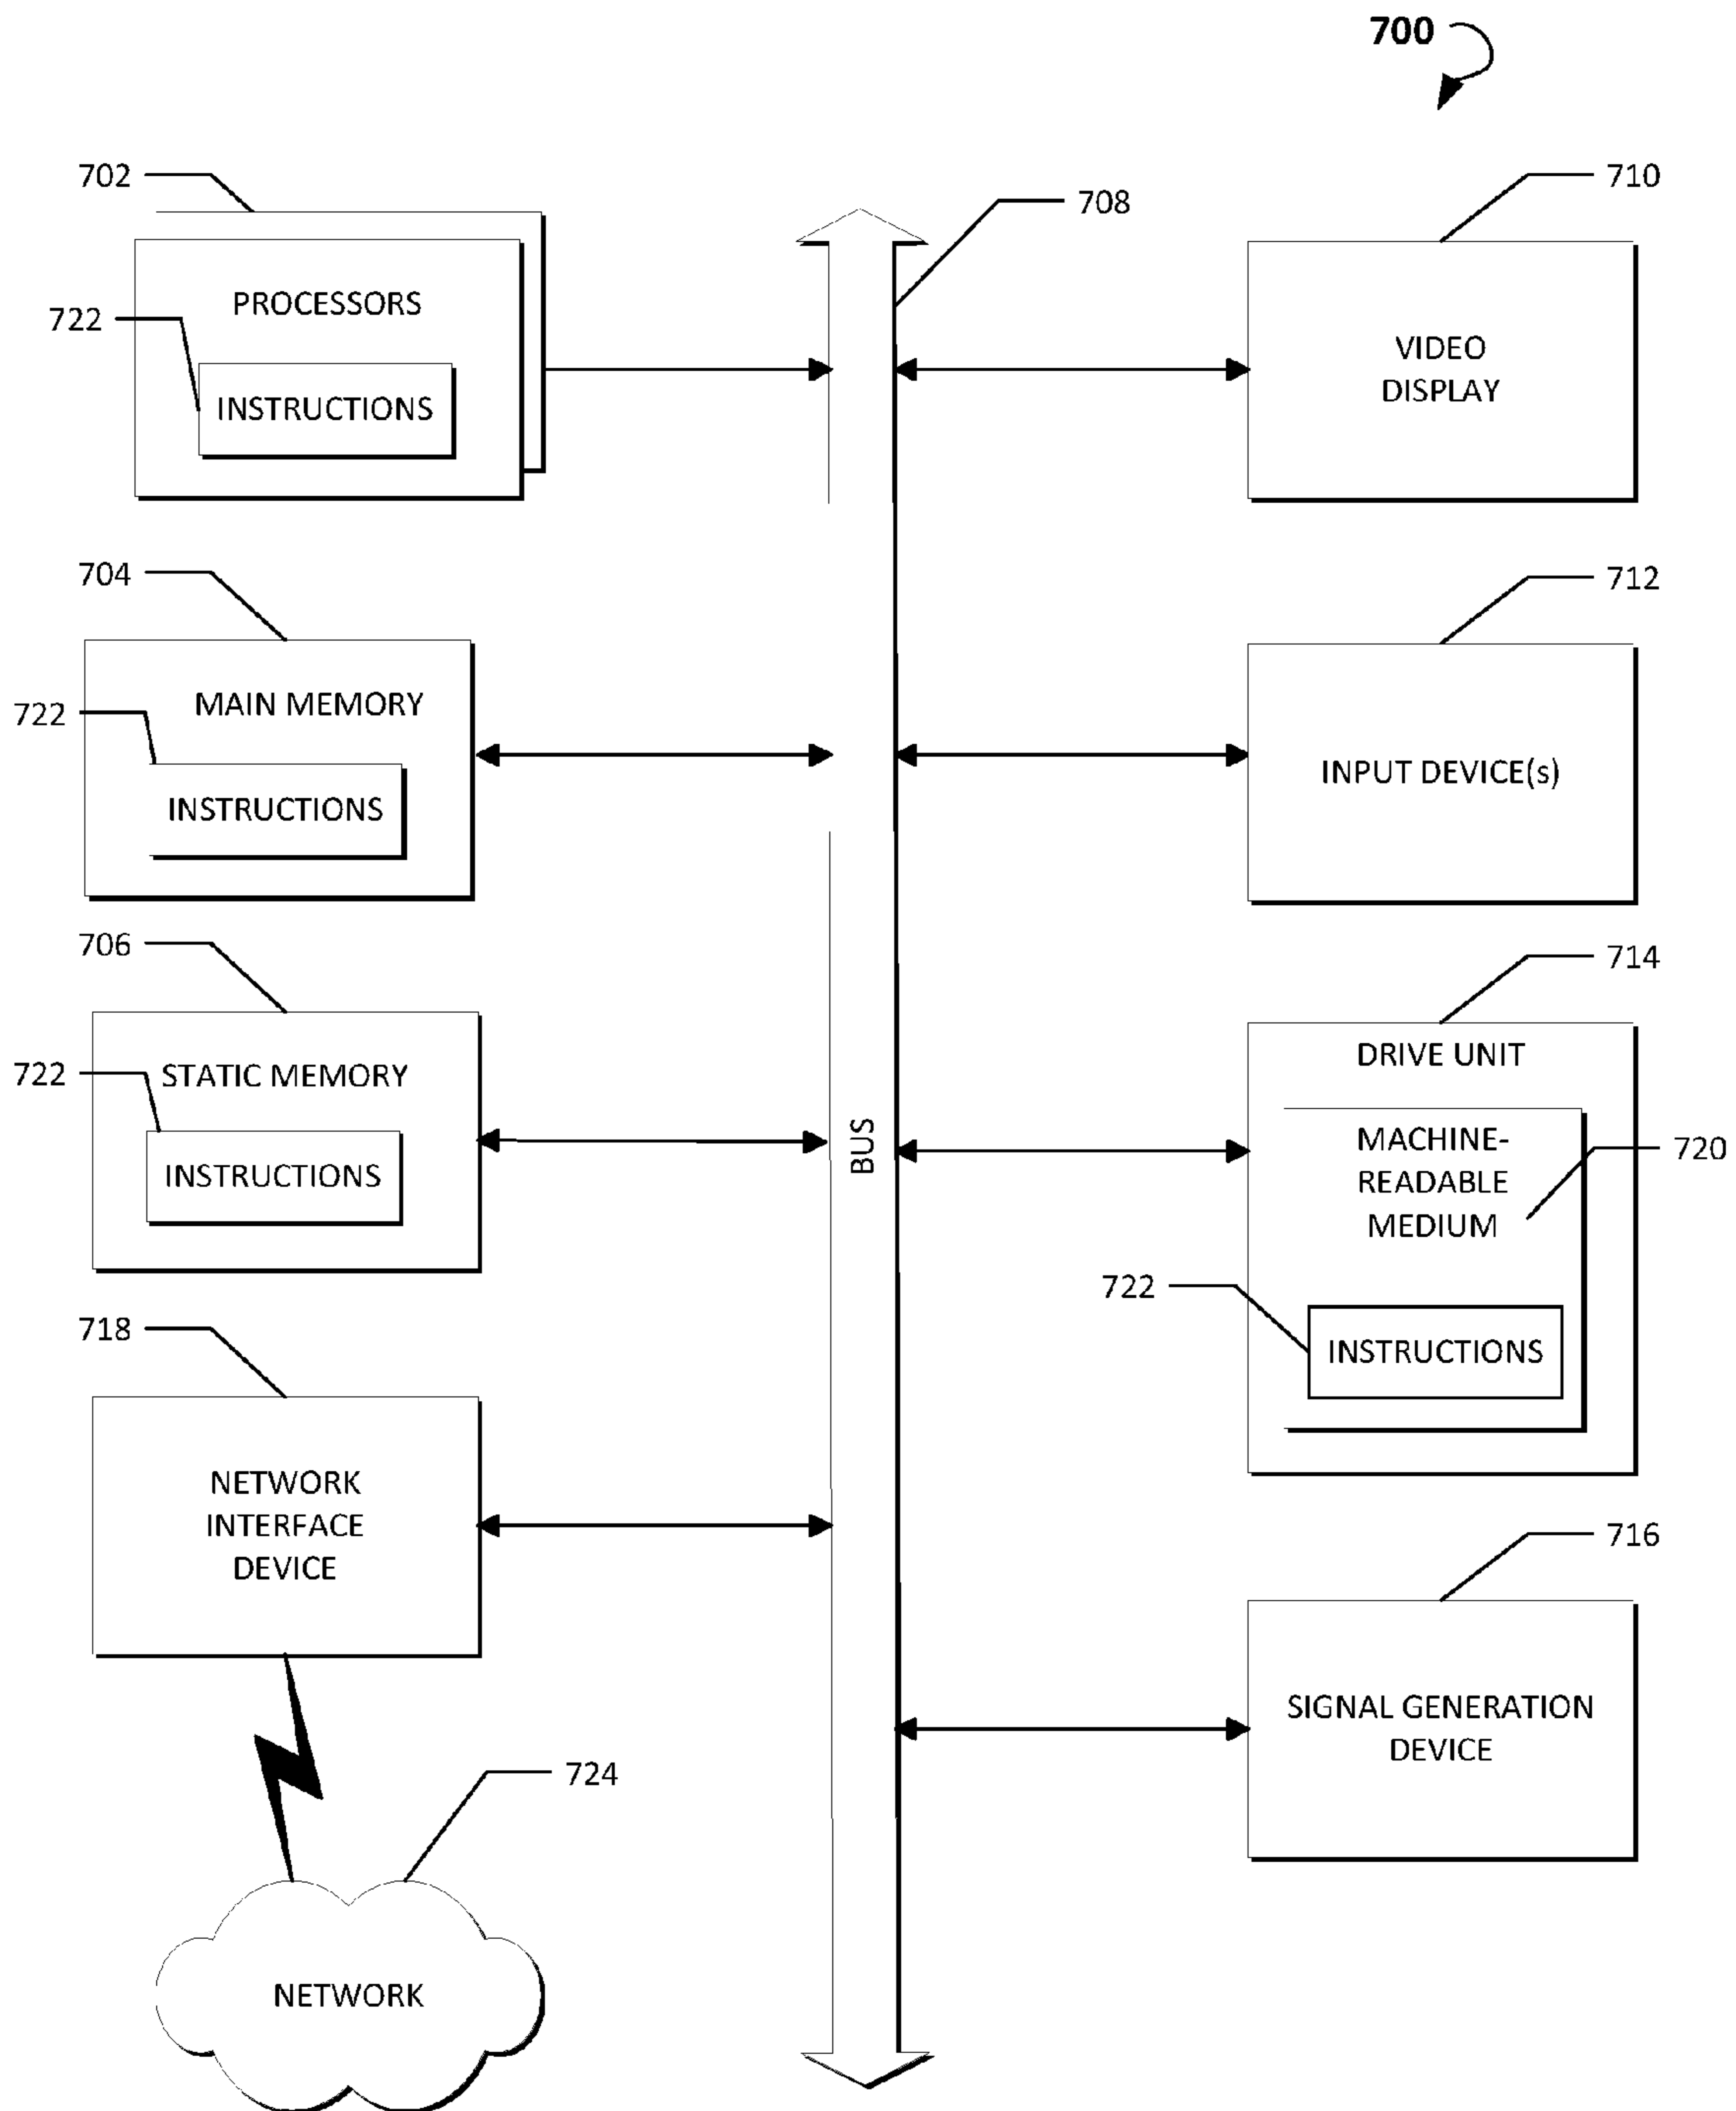 700
702
708
710
PROCESSORS
722
INSTRUCTIONS
VIDEO
DISPLAY
704
712
MAIN MEMORY
722
INSTRUCTIONS
INPUT DEVICE(s)
706
714
STATIC MEMORY
722
INSTRUCTIONS
BUS
DRIVE UNIT
MACHINE-
READABLE
MEDIUM
720
722
INSTRUCTIONS
718
NETWORK
INTERFACE
DEVICE
716
SIGNAL GENERATION
DEVICE
724
NETWORK